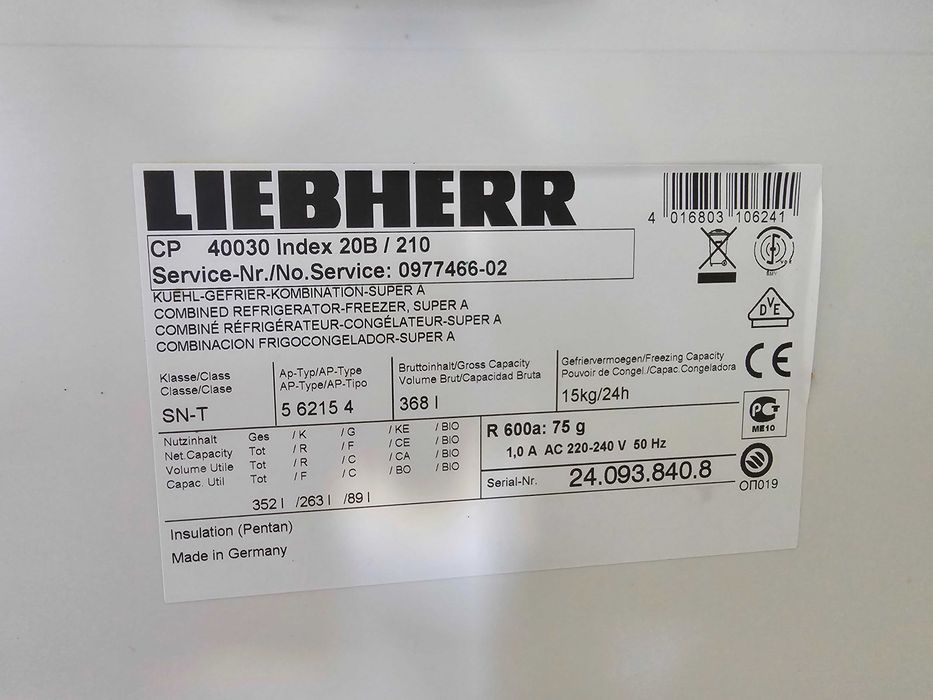 LIEBHERR
4 016803 106241
CP 40030 Index 20B / 210
Service-Nr./No.Service: 0977466-02
KUEHL-GEFRIER-KOMBINATION-SUPER A
COMBINED REFRIGERATOR-FREEZER, SUPER A
COMBINÉ RÉFRIGÉRATEUR-CONGÉLATEUR-SUPER A
COMBINACION FRIGOCONGELADOR-SUPER A
DVE
CE
Klasse/Class
Classe/Clase
SN-T
Ap-Typ/AP-Type
AP-Type/AP-Tipo
5 6215 4
Bruttoinhalt/Gross Capacity
Volume Brut/Capacidad Bruta
368 l
Gefriervermoegen/Freezing Capacity
Pouvoir de Congel./Capac.Congeladora
15kg/24h
РСТ
ME10
ОП019
Nutzinhalt Ges / K / G / KE / BIO
Net.Capacity Tot / R / F / CE / BIO
Volume Utile Tot / R / C / CA / BIO
Capac. Util Tot / F / C / BO / BIO
352 l /263 l /89 l
R 600a: 75 g
1,0 A AC 220-240 V 50 Hz
Serial-Nr. 24.093.840.8
Insulation (Pentan)
Made in Germany